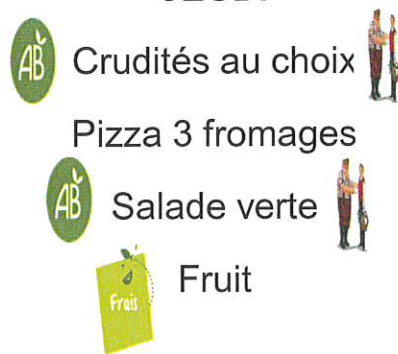 AB Crudités au choix
Pizza 3 fromages
AB Salade verte
Frais Fruit